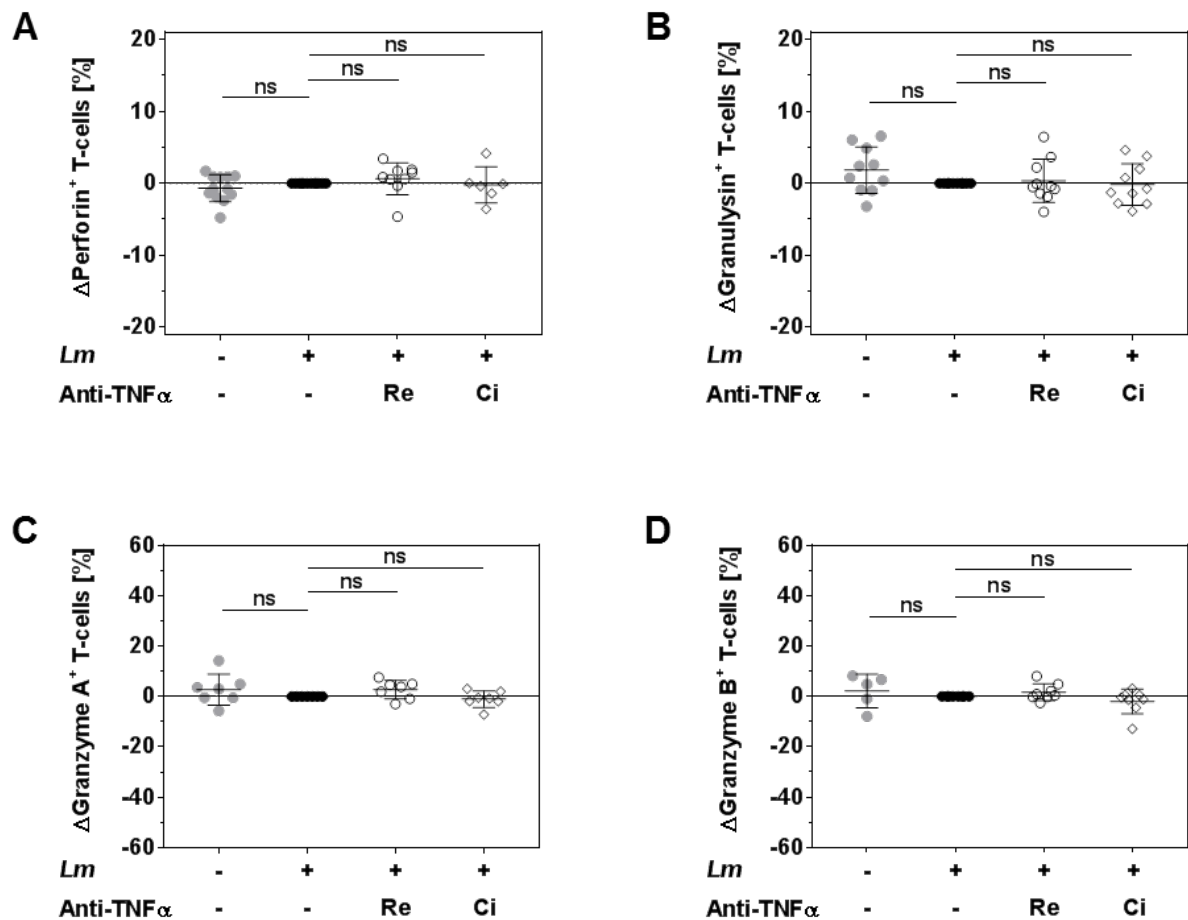 A
ΔPerforin+ T-cells [%]
20
10
0
-10
-20
ns
ns
ns
Lm - + + +
Anti-TNFα - - Re Ci
B
ΔGranulysin+ T-cells [%]
20
10
0
-10
-20
ns
ns
ns
Lm - + + +
Anti-TNFα - - Re Ci
C
ΔGranzyme A+ T-cells [%]
60
40
20
0
-20
-40
-60
ns
ns
ns
Lm - + + +
Anti-TNFα - - Re Ci
D
ΔGranzyme B+ T-cells [%]
60
40
20
0
-20
-40
-60
ns
ns
ns
Lm - + + +
Anti-TNFα - - Re Ci